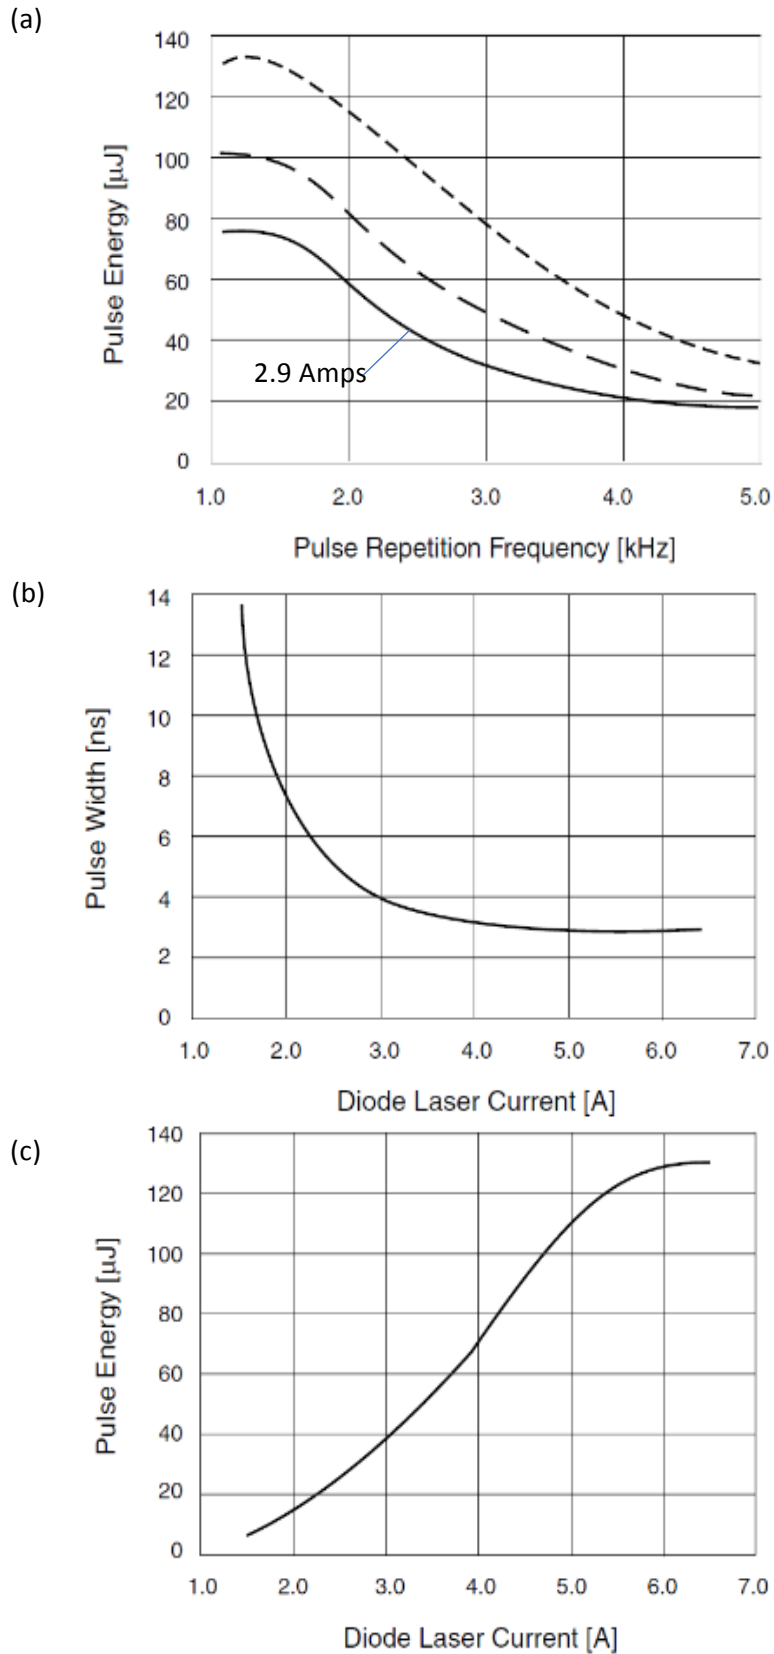 (a)
140
120
100
80
60
40
20
0
Pulse Energy [µJ]
2.9 Amps
1.0 2.0 3.0 4.0 5.0
Pulse Repetition Frequency [kHz]
(b)
14
12
10
8
6
4
2
0
Pulse Width [ns]
1.0 2.0 3.0 4.0 5.0 6.0 7.0
Diode Laser Current [A]
(c)
140
120
100
80
60
40
20
0
Pulse Energy [µJ]
1.0 2.0 3.0 4.0 5.0 6.0 7.0
Diode Laser Current [A]